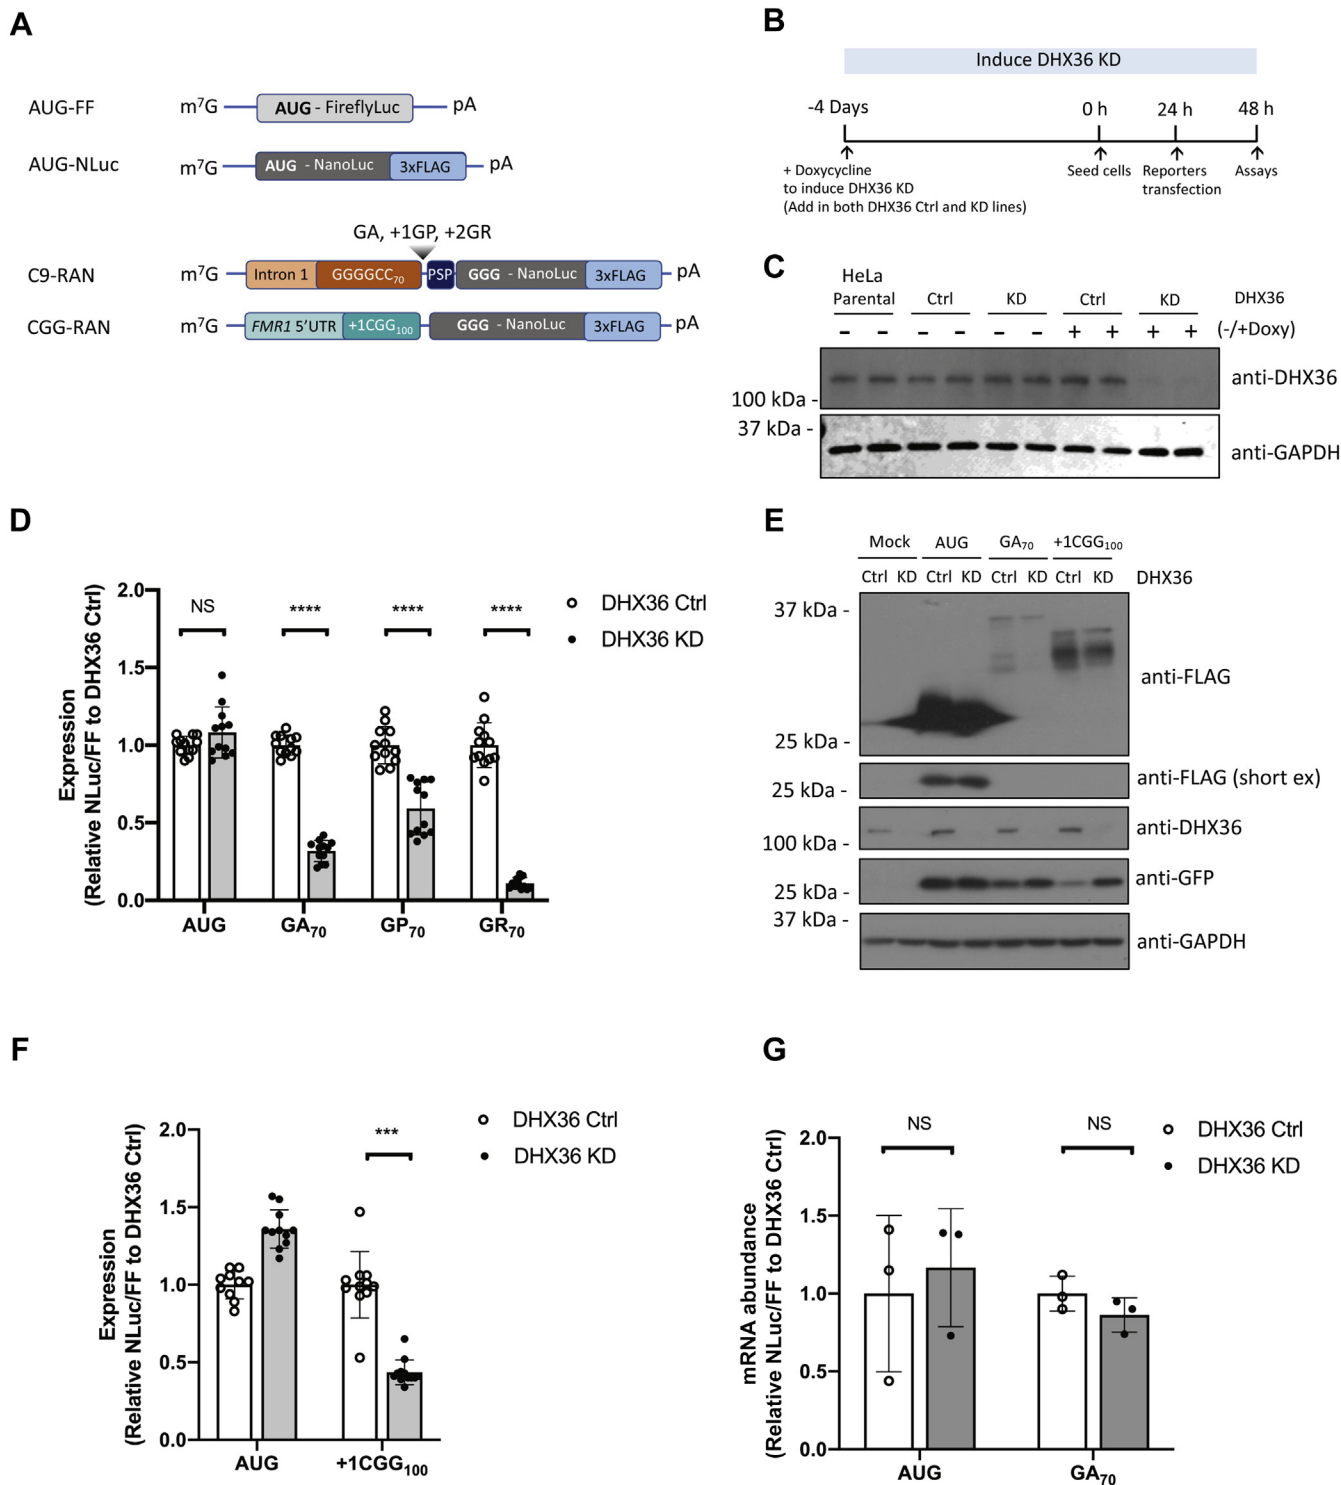 A
AUG-FF
m⁷G
AUG - FireflyLuc
pA
AUG-NLuc
m⁷G
AUG - NanoLuc
3xFLAG
pA
GA, +1GP, +2GR
C9-RAN
m⁷G
Intron 1
GGGGCC₇₀
PSP
GGG - NanoLuc
3xFLAG
pA
CGG-RAN
m⁷G
FMR1 5'UTR
+1CGG₁₀₀
GGG - NanoLuc
3xFLAG
pA
B
Induce DHX36 KD
-4 Days
0 h
24 h
48 h
+ Doxycycline
to induce DHX36 KD
(Add in both DHX36 Ctrl and KD lines)
Seed cells
Reporters
transfection
Assays
C
HeLa
Parental
Ctrl
KD
Ctrl
KD
DHX36
- - - - - - + + + +
(-/+Doxy)
anti-DHX36
100 kDa -
37 kDa -
anti-GAPDH
D
Expression
(Relative NLuc/FF to DHX36 Ctrl)
2.0
1.5
1.0
0.5
0.0
NS
****
****
****
DHX36 Ctrl
DHX36 KD
AUG
GA₇₀
GP₇₀
GR₇₀
E
Mock
AUG
GA₇₀
+1CGG₁₀₀
Ctrl KD Ctrl KD Ctrl KD Ctrl KD
DHX36
37 kDa -
anti-FLAG
25 kDa -
25 kDa -
anti-FLAG (short ex)
100 kDa -
anti-DHX36
25 kDa -
anti-GFP
37 kDa -
anti-GAPDH
F
Expression
(Relative NLuc/FF to DHX36 Ctrl)
2.0
1.5
1.0
0.5
0.0
***
DHX36 Ctrl
DHX36 KD
AUG
+1CGG₁₀₀
G
mRNA abundance
(Relative NLuc/FF to DHX36 Ctrl)
2.0
1.5
1.0
0.5
0.0
NS
NS
DHX36 Ctrl
DHX36 KD
AUG
GA₇₀